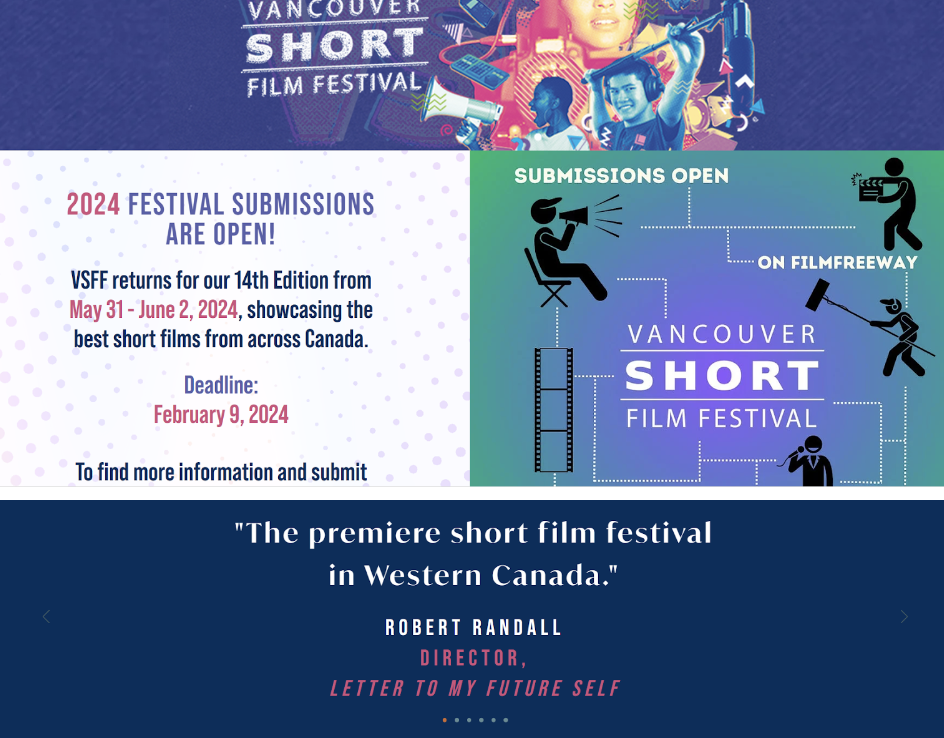 VANCOUVER
SHORT
FILM FESTIVAL
2024 FESTIVAL SUBMISSIONS
ARE OPEN!
VSFF returns for our 14th Edition from
May 31 - June 2, 2024, showcasing the
best short films from across Canada.
Deadline:
February 9, 2024
To find more information and submit
SUBMISSIONS OPEN
ON FILMFREEWAY
VANCOUVER
SHORT
FILM FESTIVAL
"The premiere short film festival
in Western Canada."
ROBERT RANDALL
DIRECTOR,
LETTER TO MY FUTURE SELF